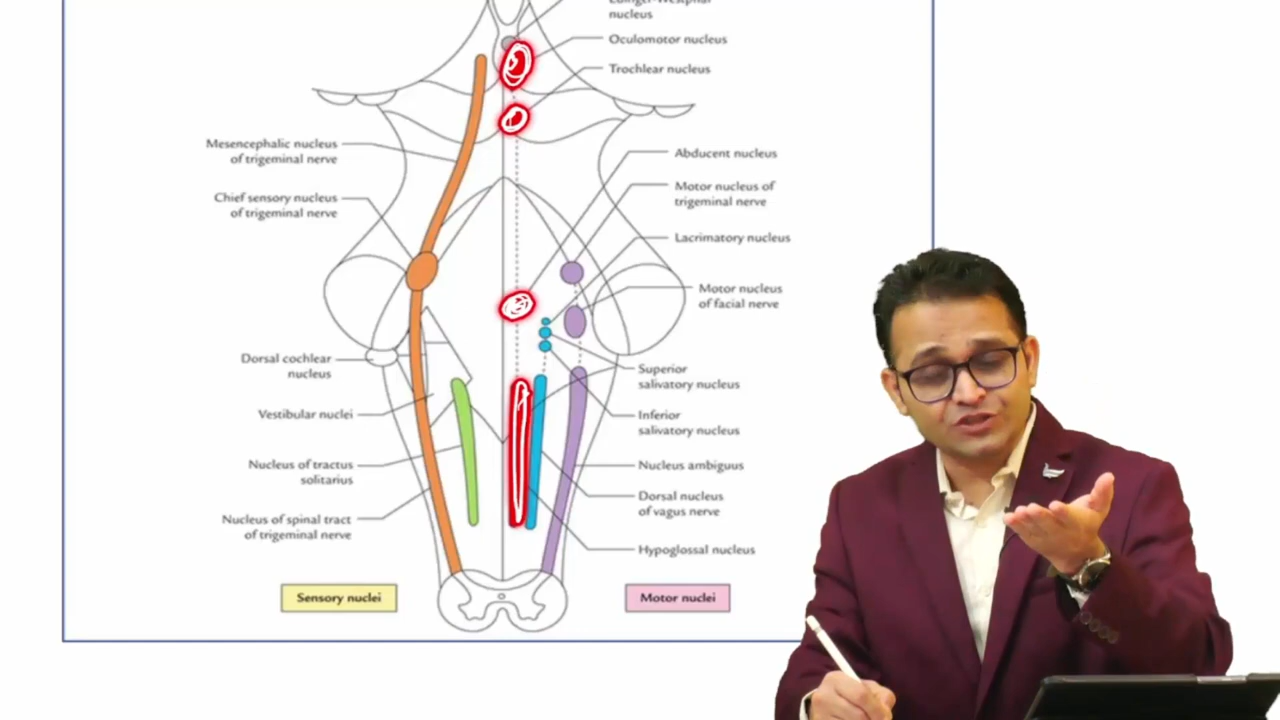 Edinger-Westphal
nucleus
Oculomotor nucleus
Trochlear nucleus
Mesencephalic nucleus
of trigeminal nerve
Chief sensory nucleus
of trigeminal nerve
Abducent nucleus
Motor nucleus of
trigeminal nerve
Lacrimatory nucleus
Motor nucleus
of facial nerve
Dorsal cochlear
nucleus
Vestibular nuclei
Nucleus of tractus
solitarius
Nucleus of spinal tract
of trigeminal nerve
Superior
salivatory nucleus
Inferior
salivatory nucleus
Nucleus ambiguus
Dorsal nucleus
of vagus nerve
Hypoglossal nucleus
Sensory nuclei
Motor nuclei